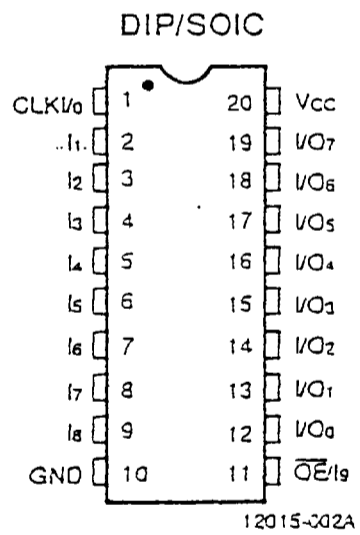 DIP/SOIC
CLKI/I0 1 20 VCC
I1 2 19 I/O7
I2 3 18 I/O6
I3 4 17 I/O5
I4 5 16 I/O4
I5 6 15 I/O3
I6 7 14 I/O2
I7 8 13 I/O1
I8 9 12 I/O0
GND 10 11 OE/I9
12015-002A